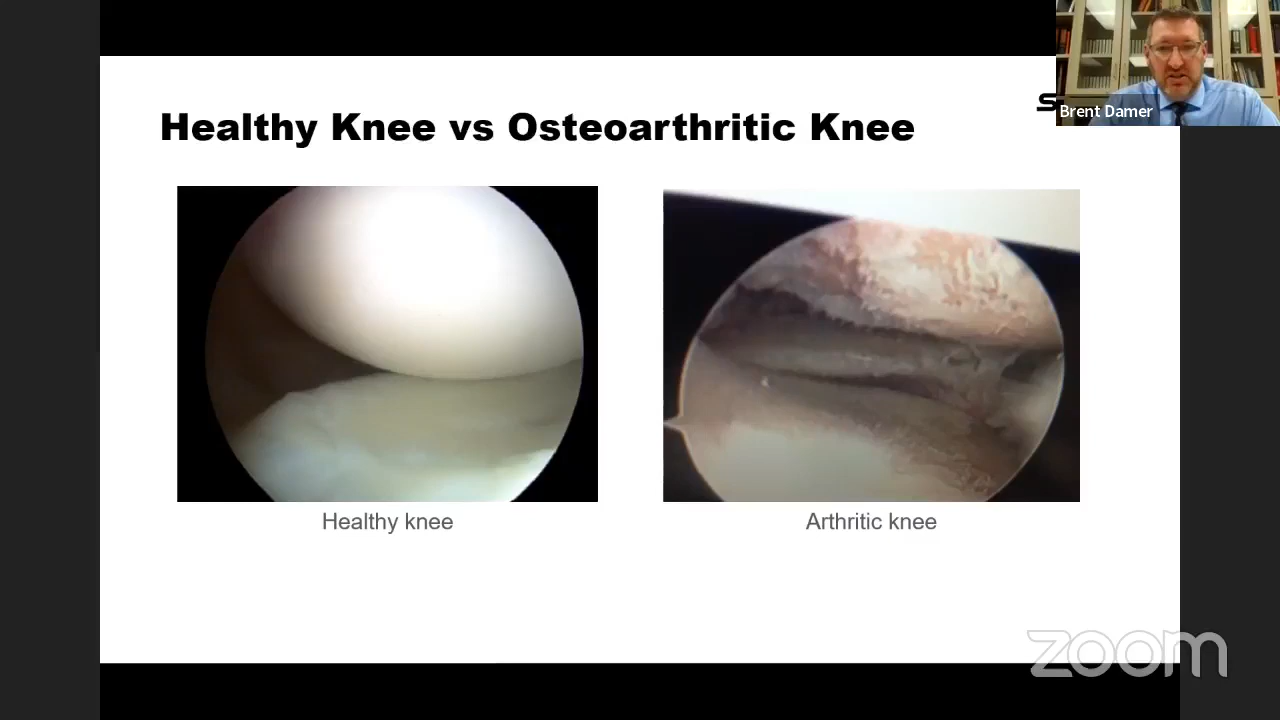 Healthy Knee vs Osteoarthritic Knee
Brent Damer
Healthy knee
Arthritic knee
zoom